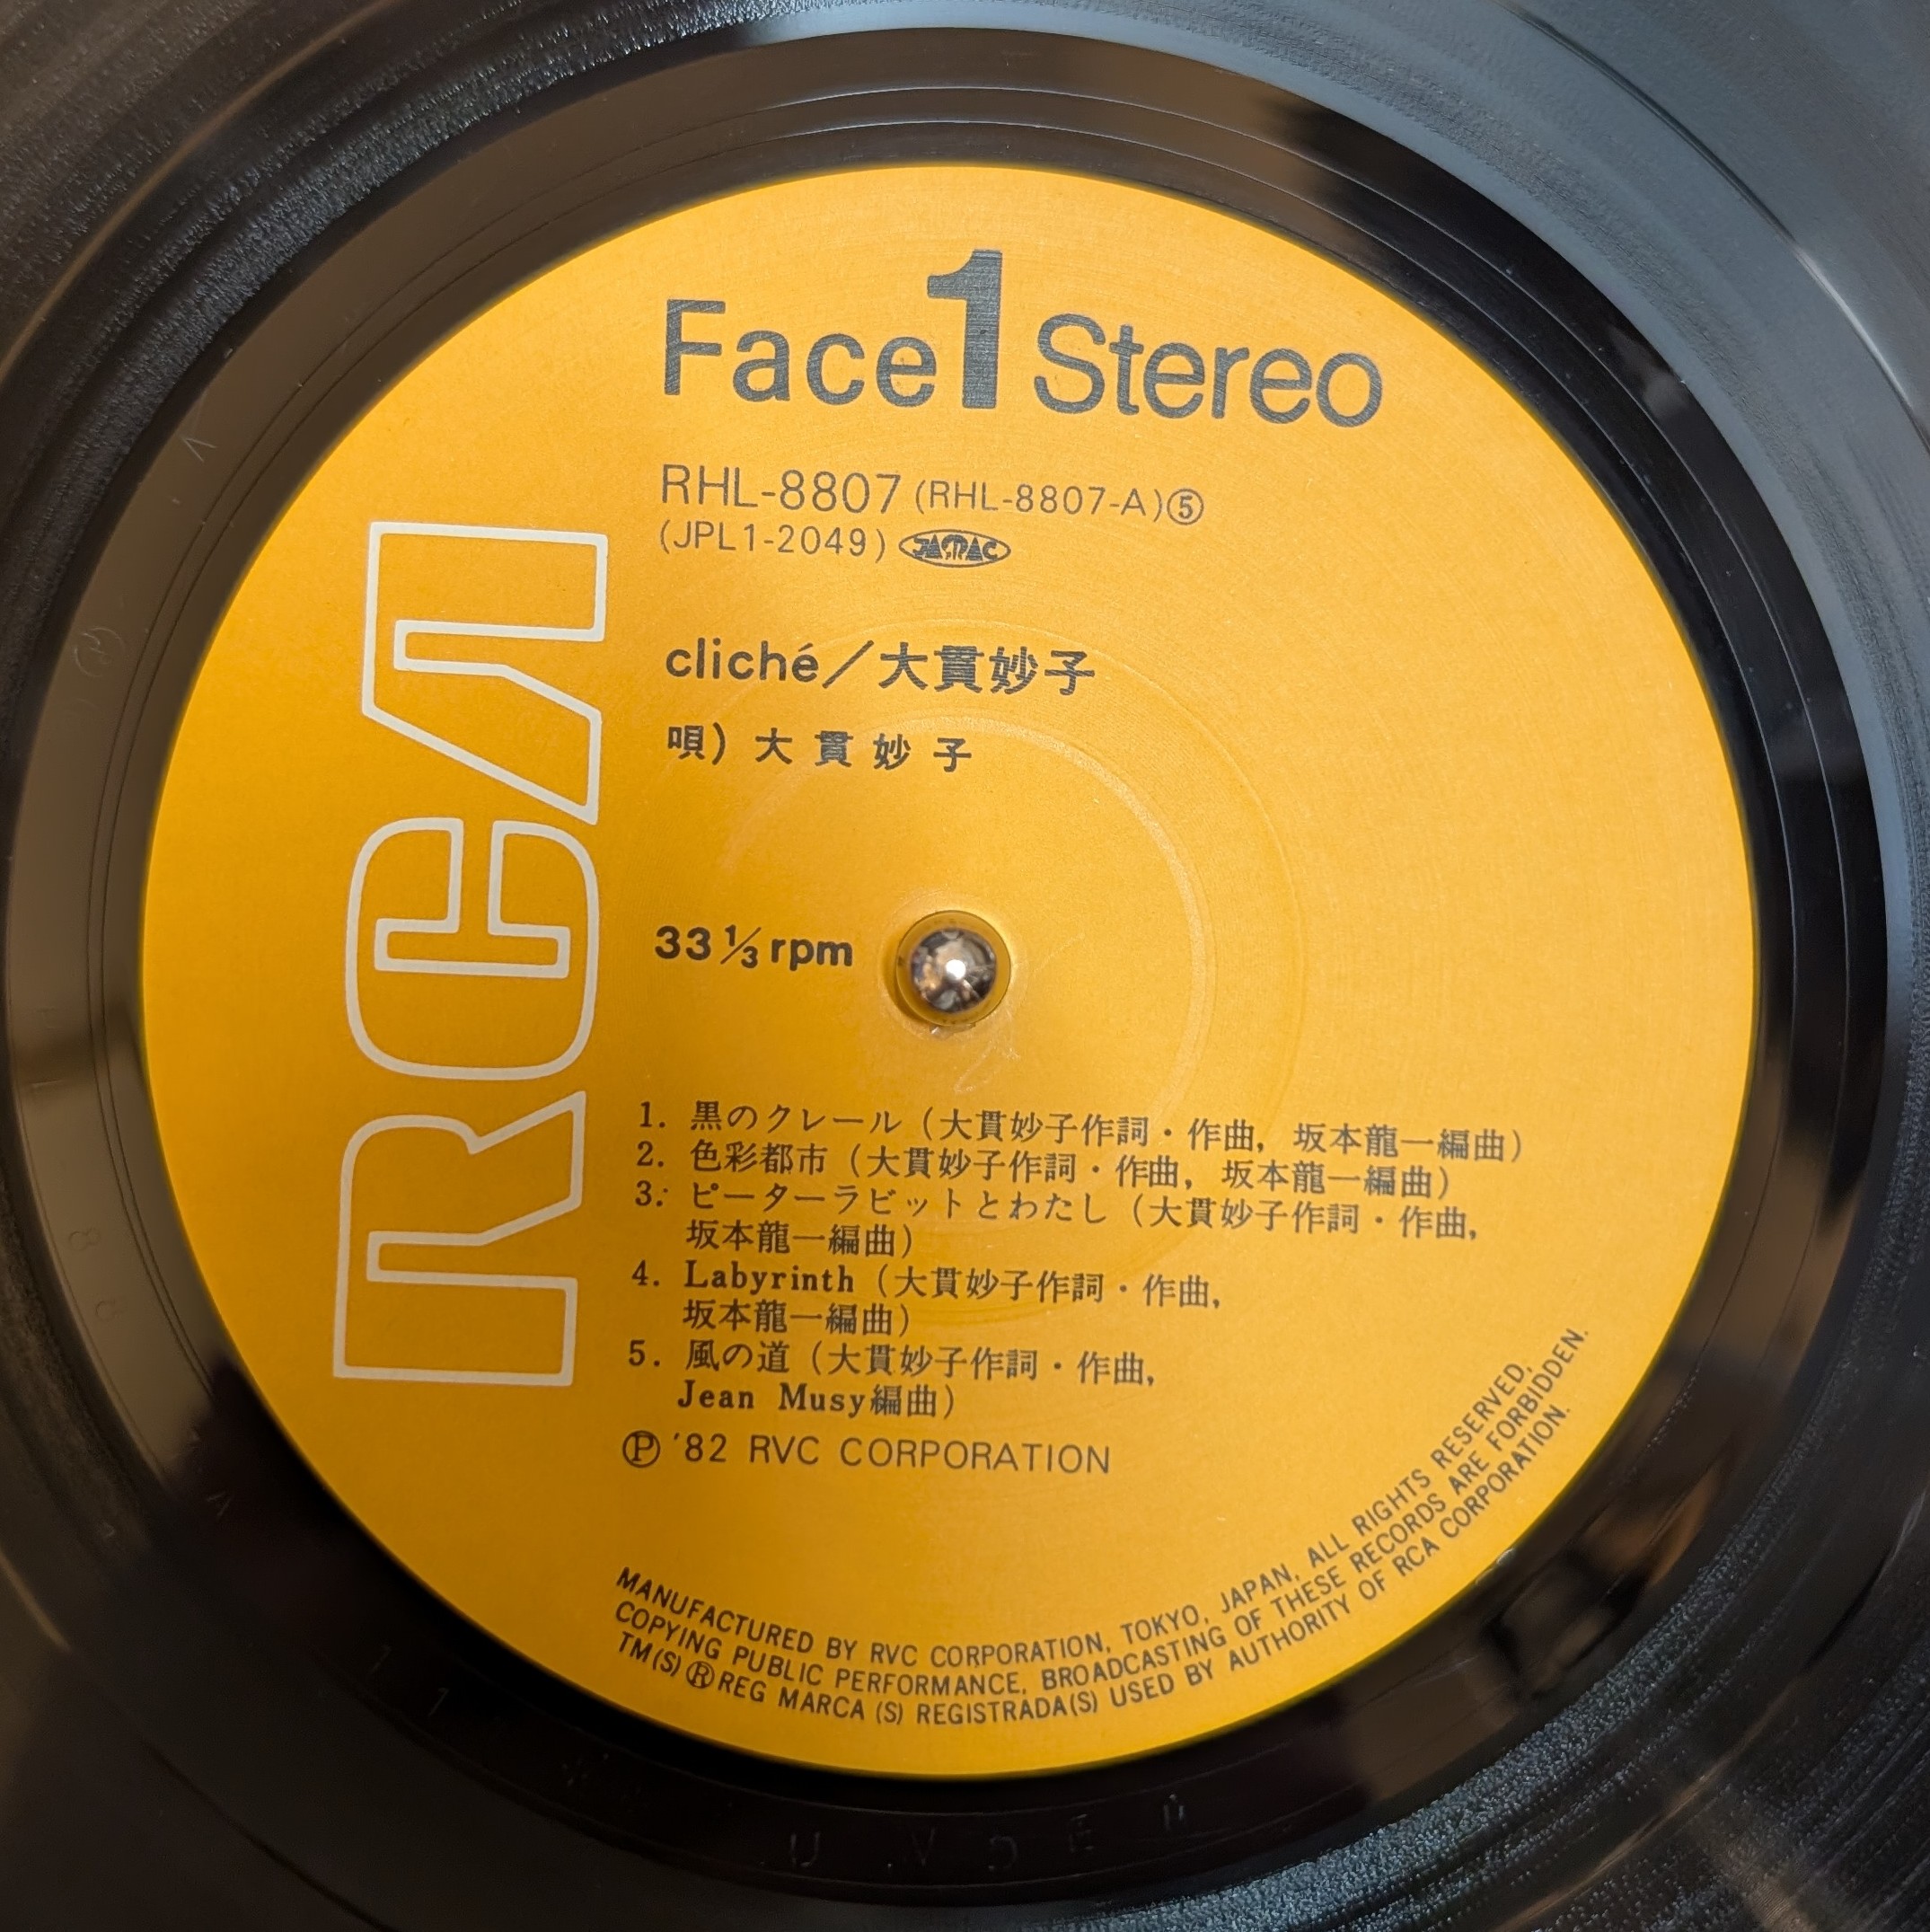 Face 1 Stereo
RHL-8807 (RHL-8807-A)⑤
(JPL1-2049) JASRAC
cliché／大貫妙子
唄）大貫妙子
RCA
33 1/3 rpm
1. 黒のクレール（大貫妙子作詞・作曲，坂本龍一編曲）
2. 色彩都市（大貫妙子作詞・作曲，坂本龍一編曲）
3. ピーターラビットとわたし（大貫妙子作詞・作曲，
坂本龍一編曲）
4. Labyrinth（大貫妙子作詞・作曲，
坂本龍一編曲）
5. 風の道（大貫妙子作詞・作曲，
Jean Musy編曲）
Ⓟ '82 RVC CORPORATION
MANUFACTURED BY RVC CORPORATION, TOKYO, JAPAN, ALL RIGHTS RESERVED,
COPYING PUBLIC PERFORMANCE, BROADCASTING OF THESE RECORDS ARE FORBIDDEN.
TM(S) ® REG MARCA (S) REGISTRADA(S) USED BY AUTHORITY OF RCA CORPORATION.